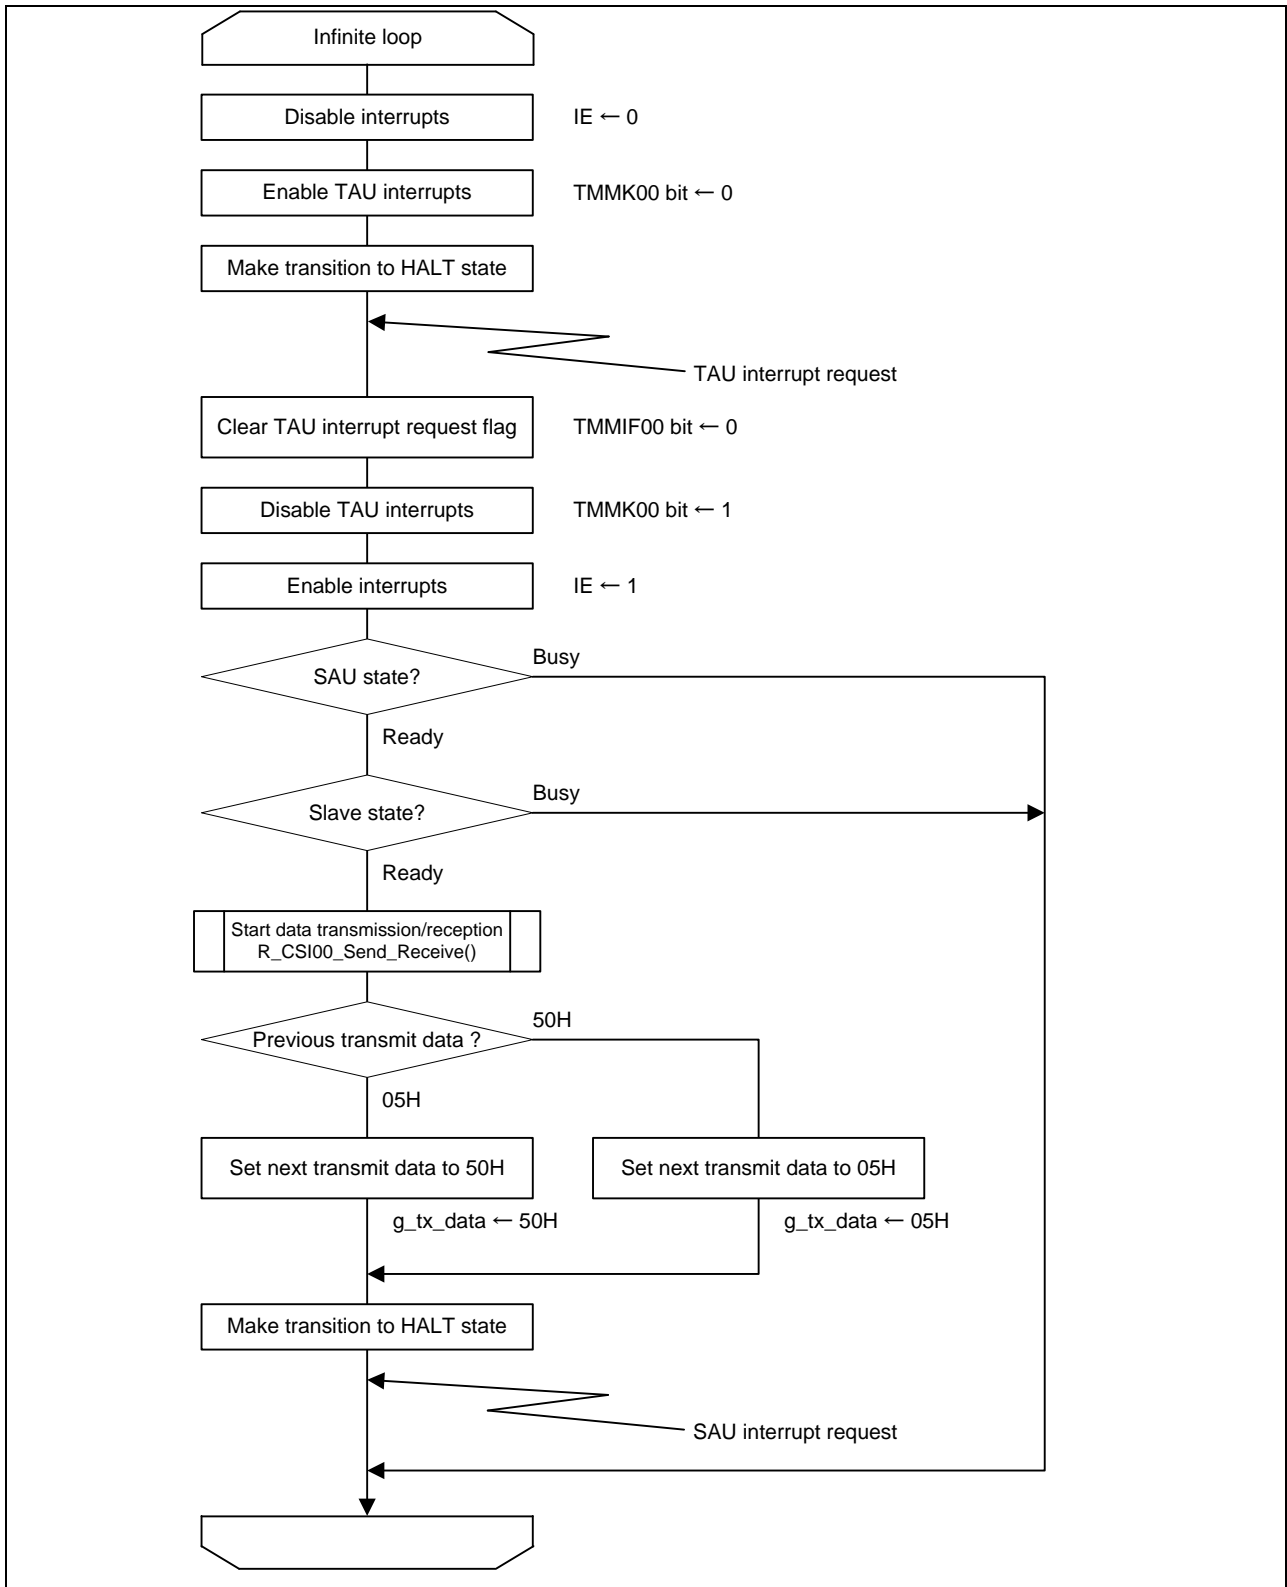 Infinite loop
Disable interrupts
IE ← 0
Enable TAU interrupts
TMMK00 bit ← 0
Make transition to HALT state
TAU interrupt request
Clear TAU interrupt request flag
TMMIF00 bit ← 0
Disable TAU interrupts
TMMK00 bit ← 1
Enable interrupts
IE ← 1
SAU state?
Busy
Ready
Slave state?
Busy
Ready
Start data transmission/reception
R_CSI00_Send_Receive()
Previous transmit data ?
50H
05H
Set next transmit data to 50H
Set next transmit data to 05H
g_tx_data ← 50H
g_tx_data ← 05H
Make transition to HALT state
SAU interrupt request